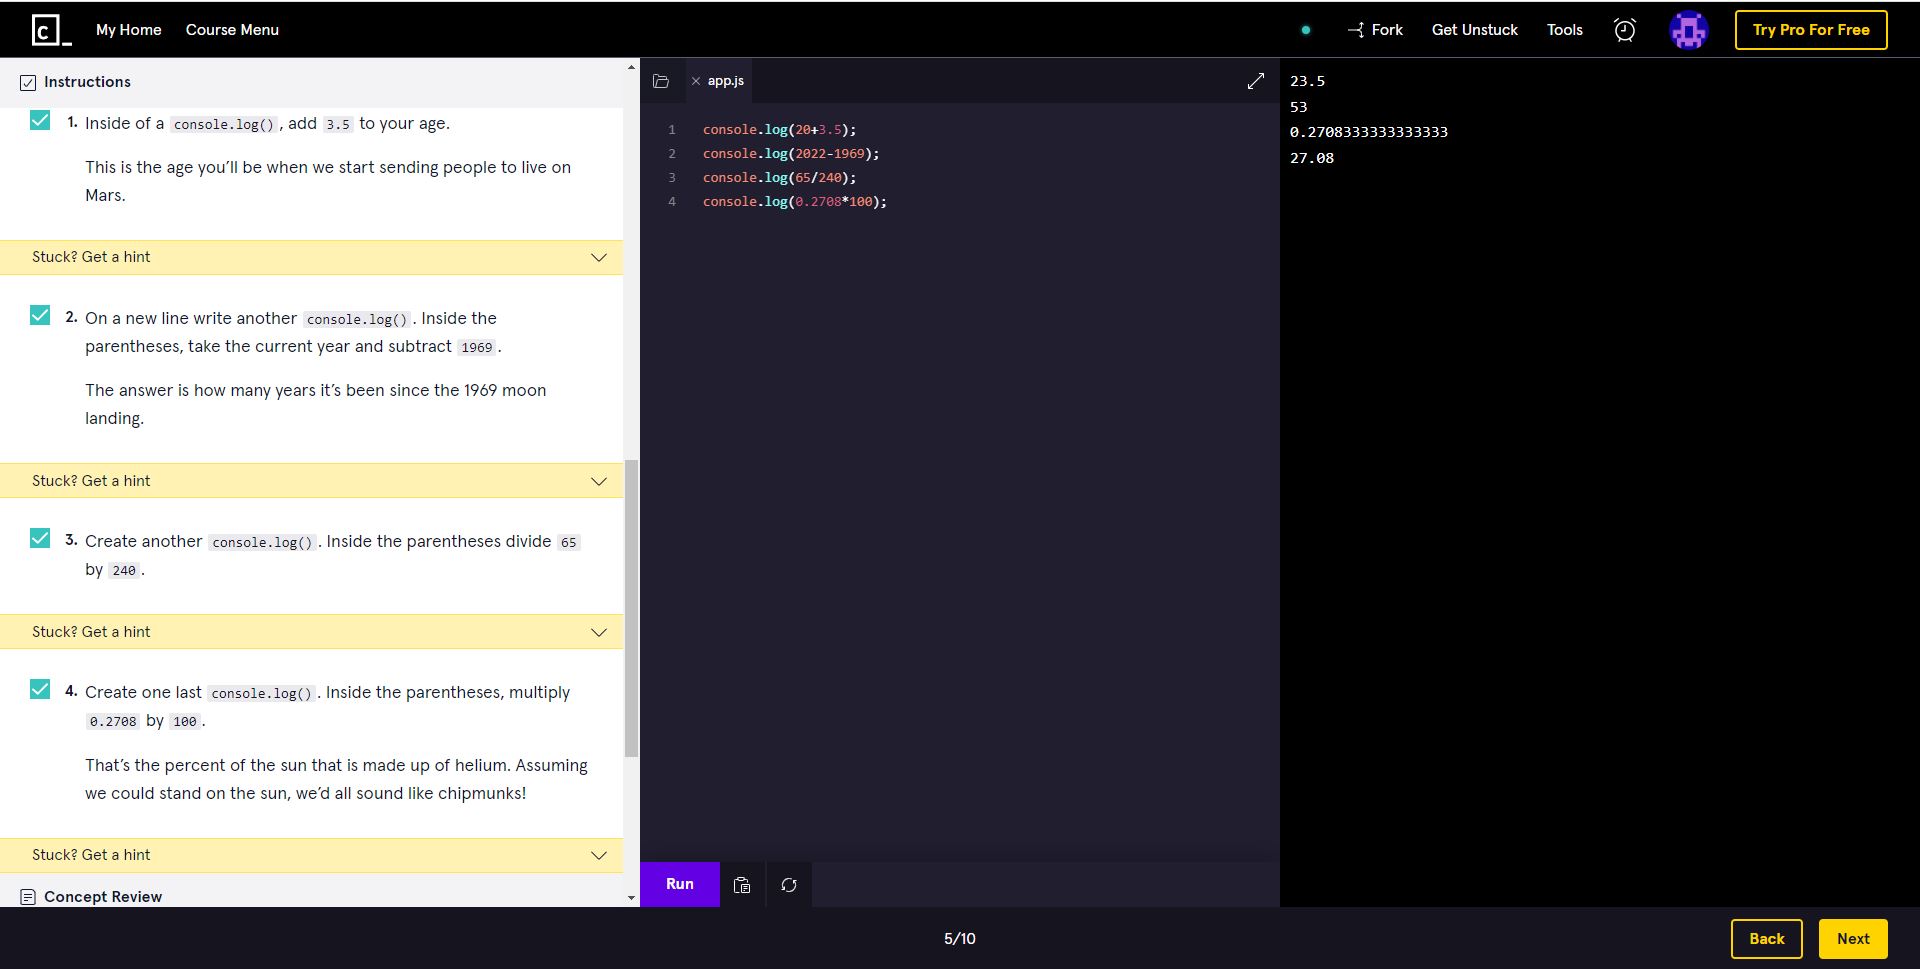 c_ My Home Course Menu Fork Get Unstuck Tools Try Pro For Free
Instructions
1. Inside of a console.log(), add 3.5 to your age.
This is the age you’ll be when we start sending people to live on
Mars.
Stuck? Get a hint
2. On a new line write another console.log(). Inside the
parentheses, take the current year and subtract 1969.
The answer is how many years it’s been since the 1969 moon
landing.
Stuck? Get a hint
3. Create another console.log(). Inside the parentheses divide 65
by 240.
Stuck? Get a hint
4. Create one last console.log(). Inside the parentheses, multiply
0.2708 by 100.
That’s the percent of the sun that is made up of helium. Assuming
we could stand on the sun, we’d all sound like chipmunks!
Stuck? Get a hint
Concept Review
app.js
1 console.log(20+3.5);
2 console.log(2022-1969);
3 console.log(65/240);
4 console.log(0.2708*100);
Run
23.5
53
0.2708333333333333
27.08
5/10
Back Next